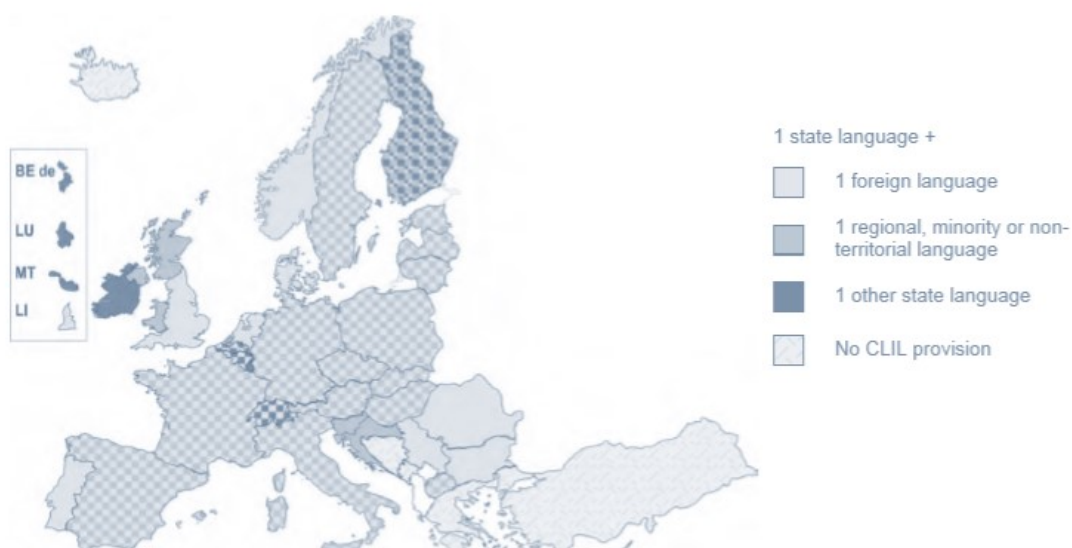 BE de
LU
MT
LI
1 state language +
1 foreign language
1 regional, minority or non-
territorial language
1 other state language
No CLIL provision